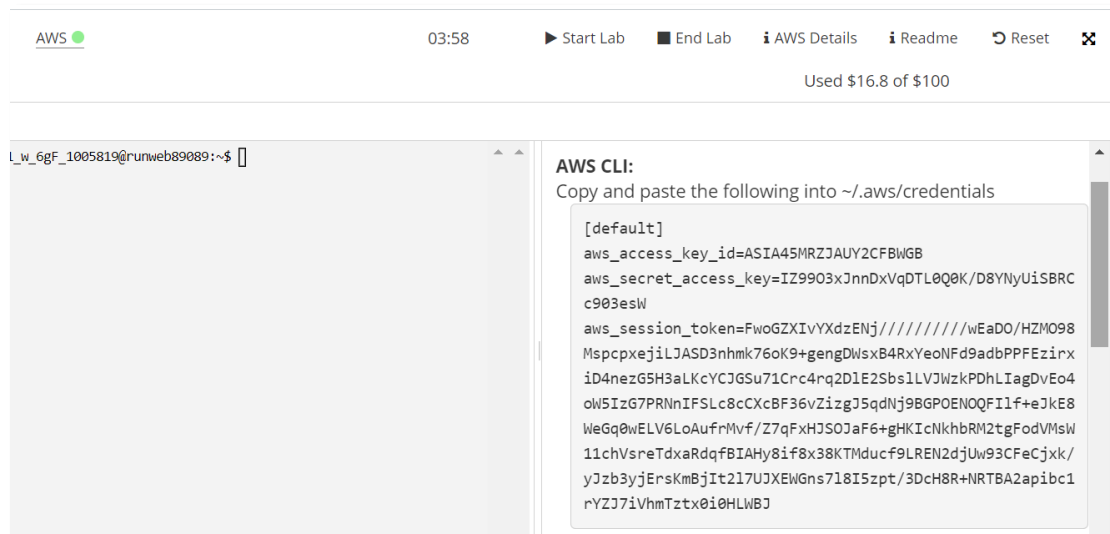 AWS
03:58
Start Lab
End Lab
AWS Details
Readme
Reset
Used $16.8 of $100
l_w_6gF_1005819@runweb89089:~$
AWS CLI:
Copy and paste the following into ~/.aws/credentials
[default]
aws_access_key_id=ASIA45MRZJAUY2CFBWGB
aws_secret_access_key=IZ99O3xJnnDxVqDTL0Q0K/D8YNyUiSBRC
c903esW
aws_session_token=FwoGZXIvYXdzENj//////////wEaDO/HZMO98
MspcpxejiLJASD3nhmk76oK9+gengDWsxB4RxYeoNFd9adbPPFEzirx
iD4nezG5H3aLKcYCJGSu71Crc4rq2DlE2SbslLVJWzkPDhLIagDvEo4
oW5IzG7PRNnIFSLc8cCXcBF36vZizgJ5qdNj9BGPOENOQFIlf+eJkE8
WeGq0wELV6LoAufrMvf/Z7qFxHJSOJaF6+gHKIcNkhbRM2tgFodVMsW
11chVsreTdxaRdqfBIAHy8if8x38KTMducf9LREN2djUw93CFeCjxk/
yJzb3yjErsKmBjIt2l7UJXEWGns7l8I5zpt/3DcH8R+NRTBA2apibc1
rYZJ7iVhmTztx0i0HLWBJ